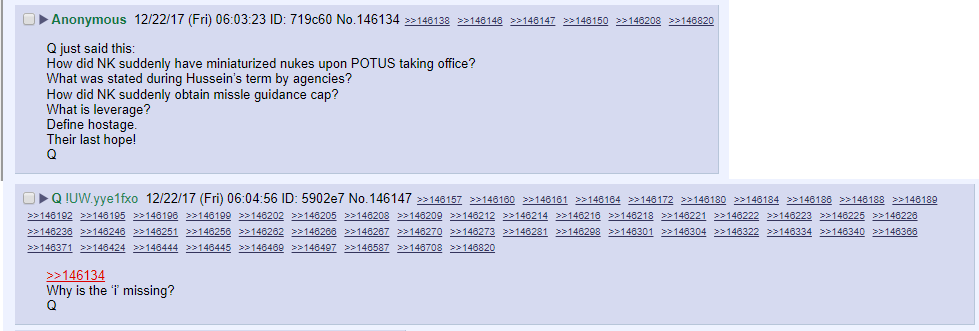 Anonymous 12/22/17 (Fri) 06:03:23 ID: 719c60 No.146134 >>146138 >>146146 >>146147 >>146150 >>146208 >>146820
Q just said this:
How did NK suddenly have miniaturized nukes upon POTUS taking office?
What was stated during Hussein's term by agencies?
How did NK suddenly obtain missle guidance cap?
What is leverage?
Define hostage.
Their last hope!
Q
Q !UW.yye1fxo 12/22/17 (Fri) 06:04:56 ID: 5902e7 No.146147 >>146157 >>146160 >>146161 >>146164 >>146172 >>146180 >>146184 >>146186 >>146188 >>146189
>>146192 >>146195 >>146196 >>146199 >>146202 >>146205 >>146208 >>146209 >>146212 >>146214 >>146216 >>146218 >>146221 >>146222 >>146223 >>146225 >>146226
>>146236 >>146246 >>146251 >>146256 >>146262 >>146266 >>146267 >>146270 >>146273 >>146281 >>146298 >>146301 >>146304 >>146322 >>146334 >>146340 >>146366
>>146371 >>146424 >>146444 >>146445 >>146469 >>146497 >>146587 >>146708 >>146820
>>146134
Why is the 'i' missing?
Q